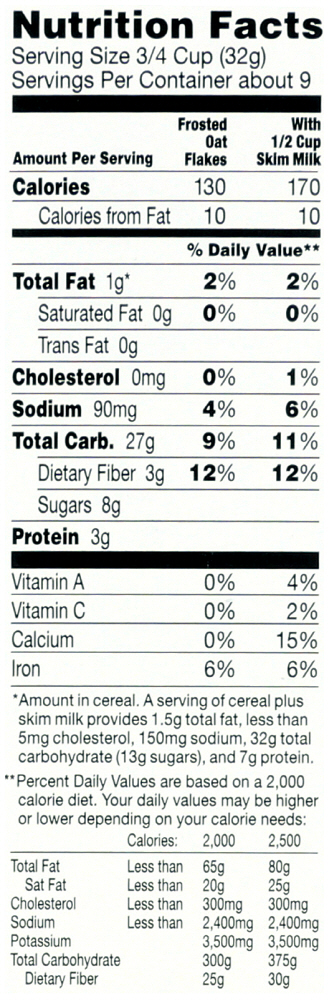 Nutrition Facts
Serving Size 3/4 Cup (32g)
Servings Per Container about 9
Frosted With
Oat 1/2 Cup
Amount Per Serving Flakes Skim Milk
Calories 130 170
Calories from Fat 10 10
% Daily Value**
Total Fat 1g* 2% 2%
Saturated Fat 0g 0% 0%
Trans Fat 0g
Cholesterol 0mg 0% 1%
Sodium 90mg 4% 6%
Total Carb. 27g 9% 11%
Dietary Fiber 3g 12% 12%
Sugars 8g
Protein 3g
Vitamin A 0% 4%
Vitamin C 0% 2%
Calcium 0% 15%
Iron 6% 6%
*Amount in cereal. A serving of cereal plus
skim milk provides 1.5g total fat, less than
5mg cholesterol, 150mg sodium, 32g total
carbohydrate (13g sugars), and 7g protein.
**Percent Daily Values are based on a 2,000
calorie diet. Your daily values may be higher
or lower depending on your calorie needs:
Calories: 2,000 2,500
Total Fat Less than 65g 80g
Sat Fat Less than 20g 25g
Cholesterol Less than 300mg 300mg
Sodium Less than 2,400mg 2,400mg
Potassium 3,500mg 3,500mg
Total Carbohydrate 300g 375g
Dietary Fiber 25g 30g